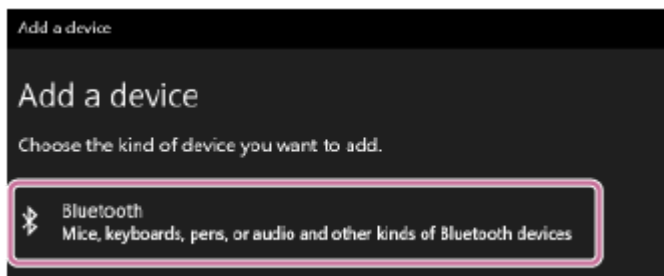 Add a device
Add a device
Choose the kind of device you want to add.
Bluetooth
Mice, keyboards, pens, or audio and other kinds of Bluetooth devices